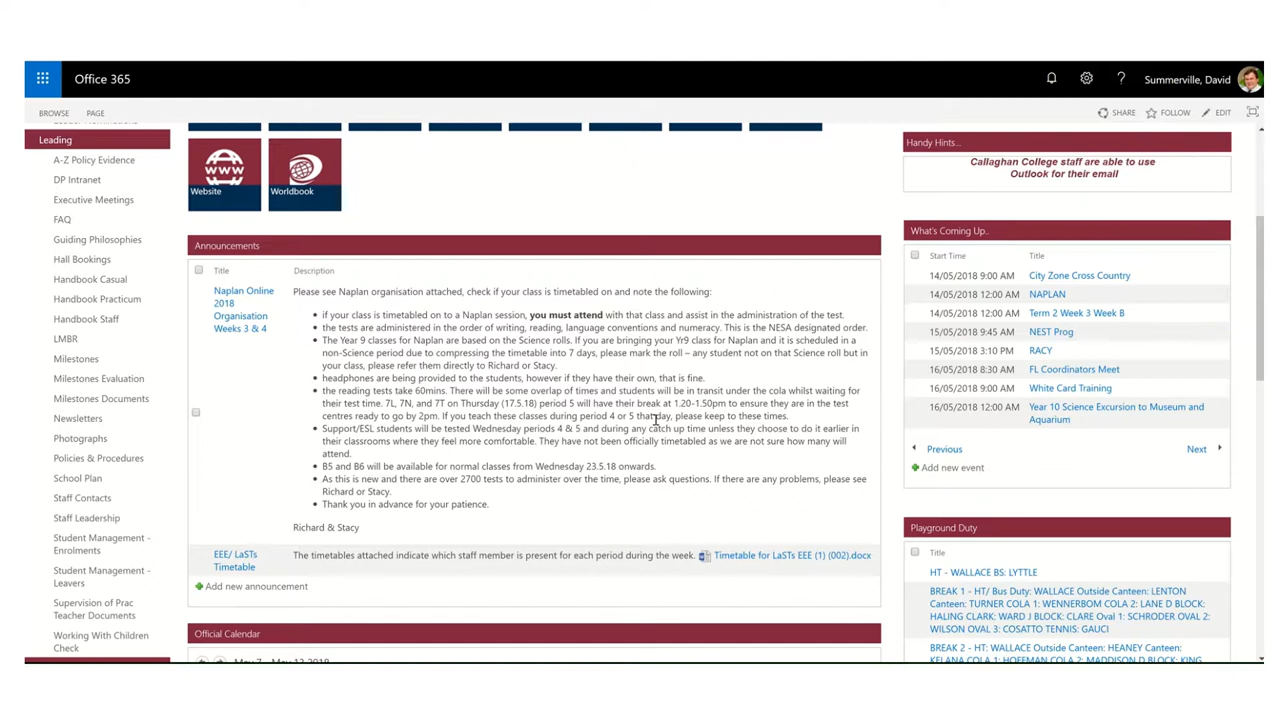 Office 365
Summerville, David
BROWSE PAGE
SHARE FOLLOW EDIT
Leading
A-Z Policy Evidence
DP Intranet
Executive Meetings
FAQ
Guiding Philosophies
Hall Bookings
Handbook Casual
Handbook Practicum
Handbook Staff
LMBR
Milestones
Milestones Evaluation
Milestones Documents
Newsletters
Photographs
Policies & Procedures
School Plan
Staff Contacts
Staff Leadership
Student Management -
Enrolments
Student Management -
Leavers
Supervision of Prac
Teacher Documents
Working With Children
Check
WWW
Website
Worldbook
Announcements
Title Description
Naplan Online
2018
Organisation
Weeks 3 & 4
Please see Naplan organisation attached, check if your class is timetabled on and note the following:
if your class is timetabled on to a Naplan session, you must attend with that class and assist in the administration of the test.
the tests are administered in the order of writing, reading, language conventions and numeracy. This is the NESA designated order.
The Year 9 classes for Naplan are based on the Science rolls. If you are bringing your Yr9 class for Naplan and it is scheduled in a
non-Science period due to compressing the timetable into 7 days, please mark the roll – any student not on that Science roll but in
your class, please refer them directly to Richard or Stacy.
headphones are being provided to the students, however if they have their own, that is fine.
the reading tests take 60mins. There will be some overlap of times and students will be in transit under the cola whilst waiting for
their test time. 7L, 7N, and 7T on Thursday (17.5.18) period 5 will have their break at 1.20-1.50pm to ensure they are in the test
centres ready to go by 2pm. If you teach these classes during period 4 or 5 that day, please keep to these times.
Support/ESL students will be tested Wednesday periods 4 & 5 and during any catch up time unless they choose to do it earlier in
their classrooms where they feel more comfortable. They have not been officially timetabled as we are not sure how many will
attend.
B5 and B6 will be available for normal classes from Wednesday 23.5.18 onwards.
As this is new and there are over 2700 tests to administer over the time, please ask questions. If there are any problems, please see
Richard or Stacy.
Thank you in advance for your patience.
Richard & Stacy
EEE/ LaSTs
Timetable
The timetables attached indicate which staff member is present for each period during the week. Timetable for LaSTs EEE (1) (002).docx
Add new announcement
Official Calendar
May 7 - May 13 2018
Handy Hints...
Callaghan College staff are able to use
Outlook for their email
What's Coming Up..
Start Time Title
14/05/2018 9:00 AM City Zone Cross Country
14/05/2018 12:00 AM NAPLAN
14/05/2018 12:00 AM Term 2 Week 3 Week B
15/05/2018 9:45 AM NEST Prog
15/05/2018 3:10 PM RACY
16/05/2018 8:30 AM FL Coordinators Meet
16/05/2018 9:00 AM White Card Training
16/05/2018 12:00 AM Year 10 Science Excursion to Museum and
Aquarium
Previous Next
Add new event
Playground Duty
Title
HT - WALLACE BS: LYTTLE
BREAK 1 - HT/ Bus Duty: WALLACE Outside Canteen: LENTON
Canteen: TURNER COLA 1: WENNERBOM COLA 2: LANE D BLOCK:
HALING CLARK: WARD J BLOCK: CLARE Oval 1: SCHRODER OVAL 2:
WILSON OVAL 3: COSATTO TENNIS: GAUCI
BREAK 2 - HT: WALLACE Outside Canteen: HEANEY Canteen:
KELANA COLA 1: HOFFMAN COLA 2: MADDISON D BLOCK: KING